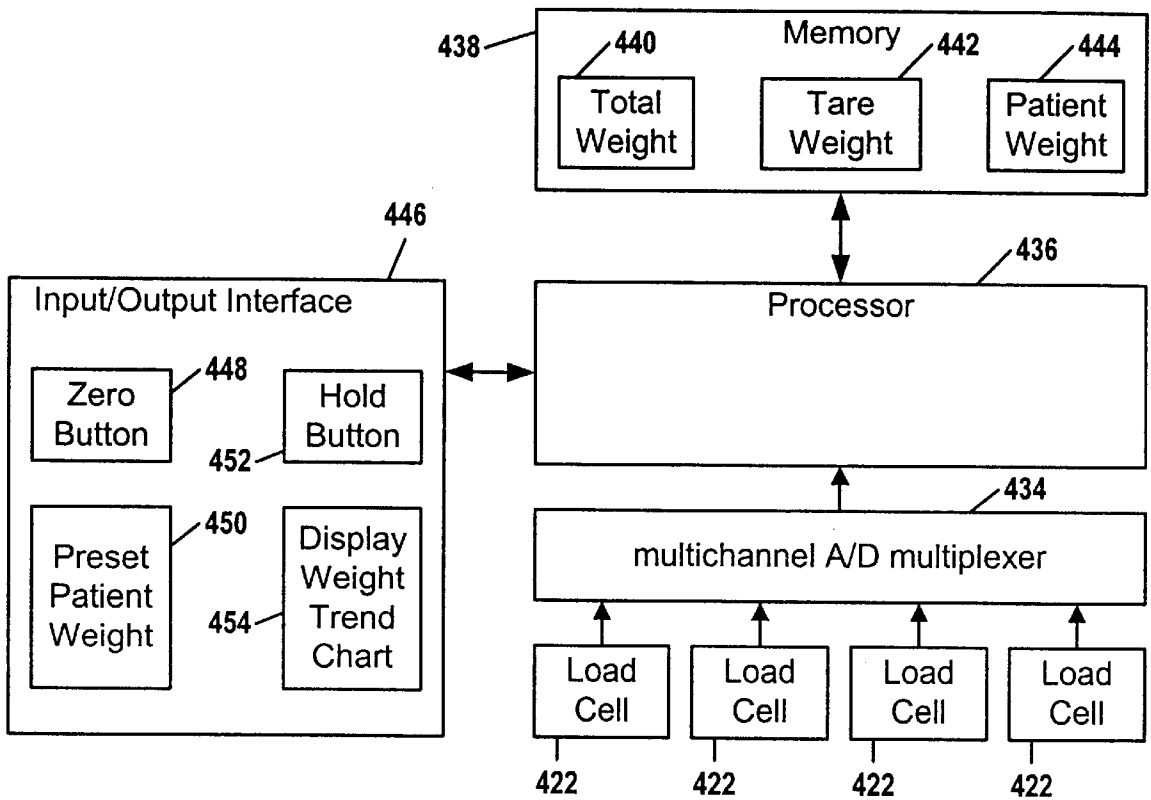 438
Memory
440
442
444
Total
Weight
Tare
Weight
Patient
Weight
446
436
Input/Output Interface
Processor
Zero
Button
448
Hold
Button
452
434
450
Preset
Patient
Weight
Display
Weight
Trend
Chart
454
multichannel A/D multiplexer
Load
Cell
Load
Cell
Load
Cell
Load
Cell
422
422
422
422